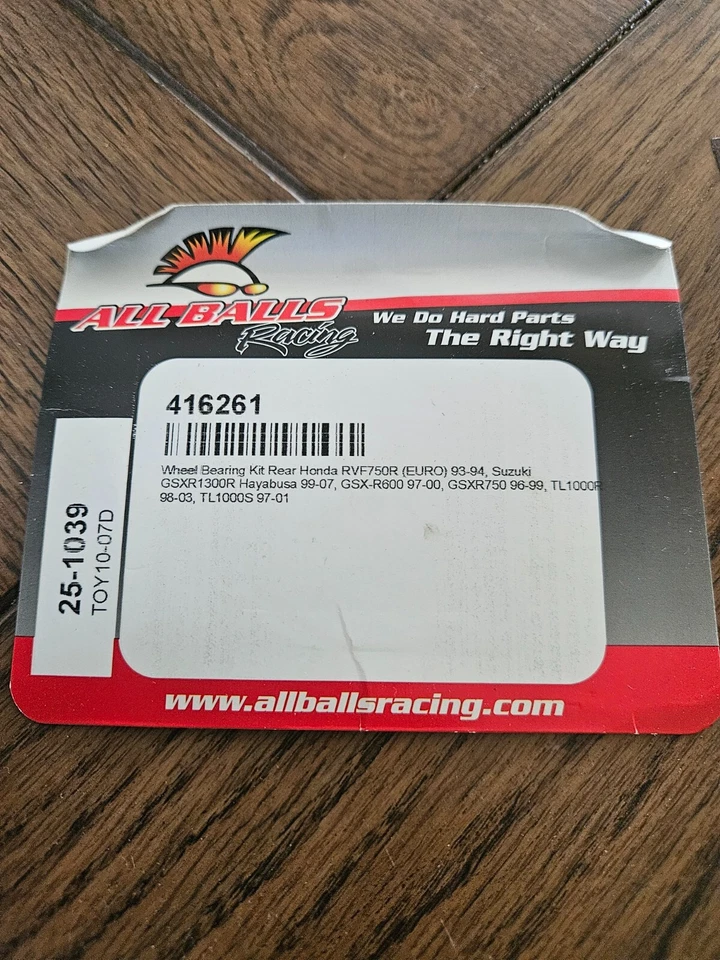 ALL BALLS
Racing
We Do Hard Parts
The Right Way
416261
Wheel Bearing Kit Rear Honda RVF750R (EURO) 93-94, Suzuki
GSXR1300R Hayabusa 99-07, GSX-R600 97-00, GSXR750 96-99, TL1000R
98-03, TL1000S 97-01
25-1039
TOY10-07D
www.allballsracing.com